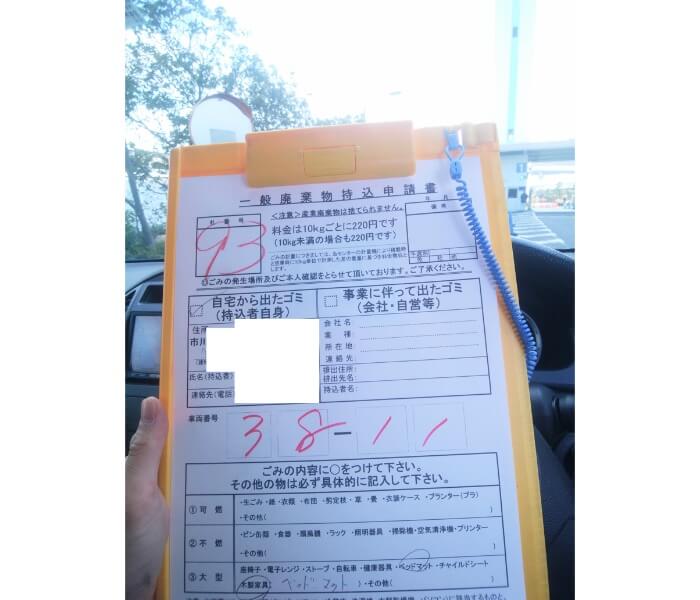 一般廃棄物持込申請書
年 月
<注意>産業廃棄物は捨てられません。
備考
93
料金は10kgごとに220円です
(10kg未満の場合も220円です)
※ごみの発生場所及びご本人確認をとらせて頂いております。ご了承ください。
自宅から出たゴミ
(持込者自身)
事業に伴って出たゴミ
(会社・自営等)
住所
市川
氏名(持込者)
連絡先(電話
会社名:
業種:
所在地:
連絡先:
排出住所:
排出先名:
持込者名:
車両番号
38-11
ごみの内容に○をつけて下さい。
その他の物は必ず具体的に記入して下さい。
①可燃
・生ごみ・紙・衣類・布団・剪定枝・草・畳・衣装ケース・プランター(プラ)
・その他( )
②不燃
・ビン缶類・食器・扇風機・ラック・照明器具・掃除機・空気清浄機・プリンター
・その他( )
③大型
座椅子・電子レンジ・ストーブ・自転車・健康器具・ベッドマット・チャイルドシート
木製家具( ベッドマット )・その他( )